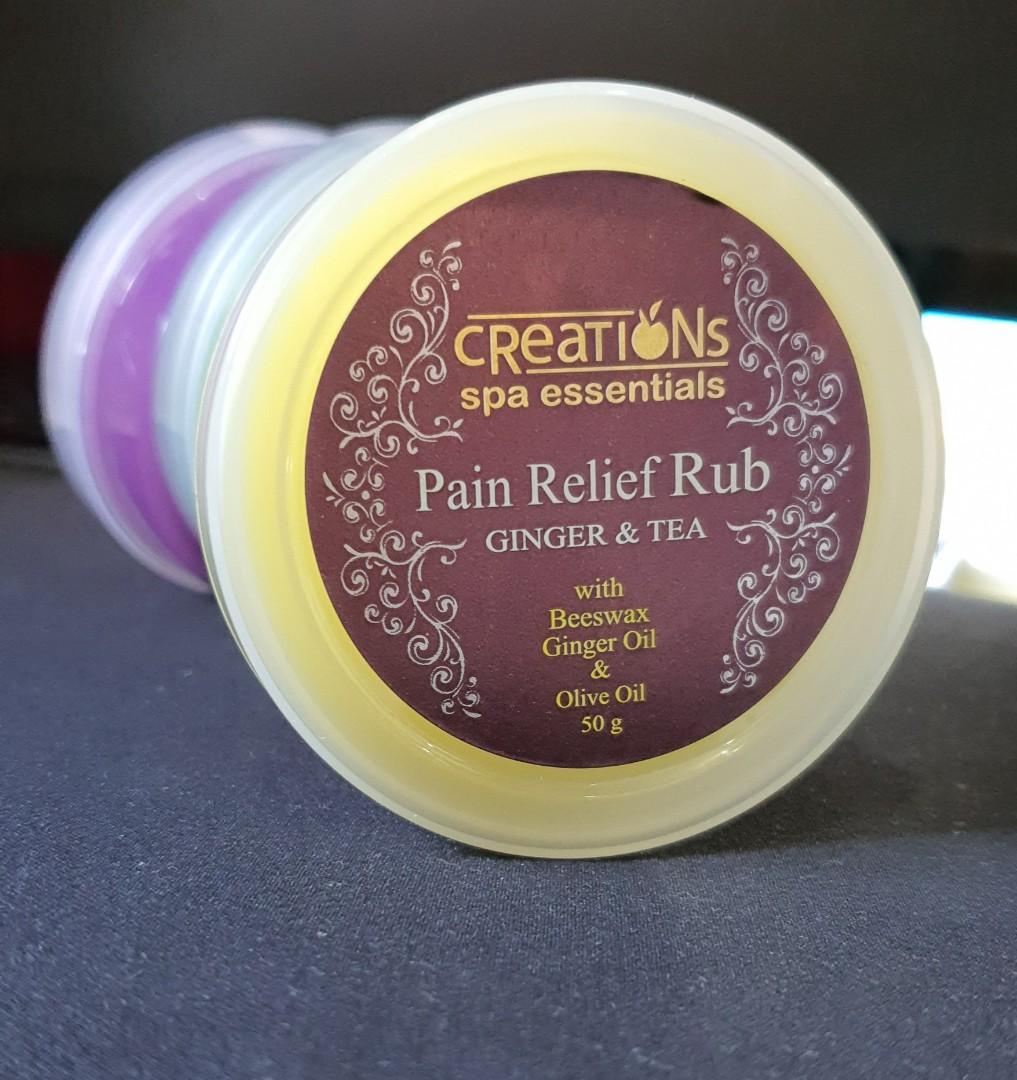 CReATIONs
spa essentials
Pain Relief Rub
GINGER & TEA
with
Beeswax
Ginger Oil
&
Olive Oil
50 g